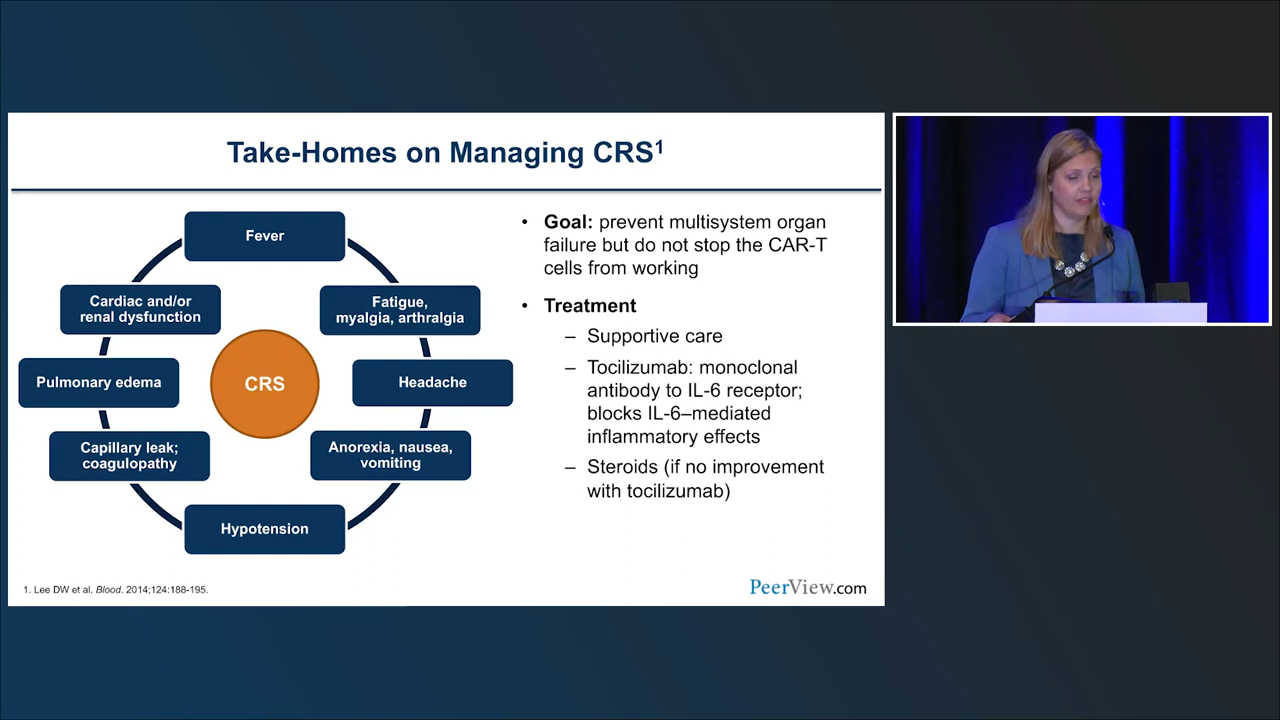 Take-Homes on Managing CRS¹
Fever
Cardiac and/or
renal dysfunction
Fatigue,
myalgia, arthralgia
Pulmonary edema
CRS
Headache
Capillary leak;
coagulopathy
Anorexia, nausea,
vomiting
Hypotension
• Goal: prevent multisystem organ
failure but do not stop the CAR-T
cells from working
• Treatment
– Supportive care
– Tocilizumab: monoclonal
antibody to IL-6 receptor;
blocks IL-6–mediated
inflammatory effects
– Steroids (if no improvement
with tocilizumab)
1. Lee DW et al. Blood. 2014;124:188-195.
PeerView.com